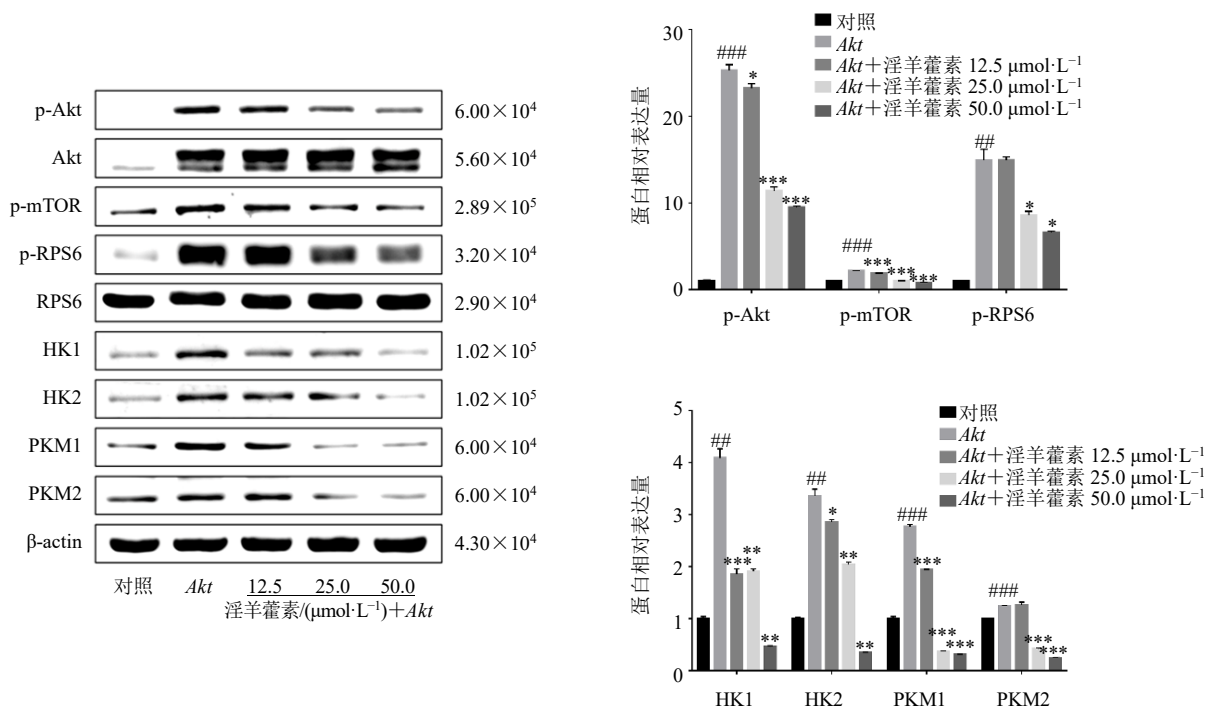 p-Akt
6.00×10⁴
Akt
5.60×10⁴
p-mTOR
2.89×10⁵
p-RPS6
3.20×10⁴
RPS6
2.90×10⁴
HK1
1.02×10⁵
HK2
1.02×10⁵
PKM1
6.00×10⁴
PKM2
6.00×10⁴
β-actin
4.30×10⁴
对照 Akt 12.5 25.0 50.0
淫羊藿素/(μmol·L⁻¹)+Akt
对照
Akt
Akt+淫羊藿素 12.5 μmol·L⁻¹
Akt+淫羊藿素 25.0 μmol·L⁻¹
Akt+淫羊藿素 50.0 μmol·L⁻¹
蛋白相对表达量
30
20
10
0
###
*
***
***
###
***
***
***
##
*
*
p-Akt p-mTOR p-RPS6
对照
Akt
Akt+淫羊藿素 12.5 μmol·L⁻¹
Akt+淫羊藿素 25.0 μmol·L⁻¹
Akt+淫羊藿素 50.0 μmol·L⁻¹
蛋白相对表达量
5
4
3
2
1
0
##
***
**
**
##
*
**
**
###
***
***
***
###
***
***
HK1 HK2 PKM1 PKM2